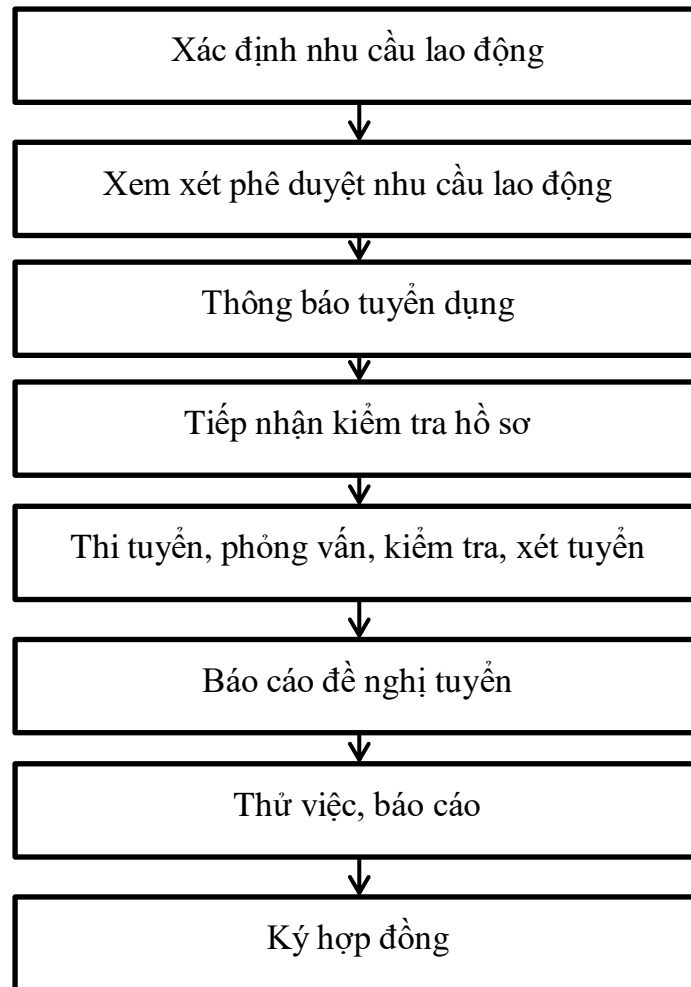 Xác định nhu cầu lao động
Xem xét phê duyệt nhu cầu lao động
Thông báo tuyển dụng
Tiếp nhận kiểm tra hồ sơ
Thi tuyển, phỏng vấn, kiểm tra, xét tuyển
Báo cáo đề nghị tuyển
Thử việc, báo cáo
Ký hợp đồng